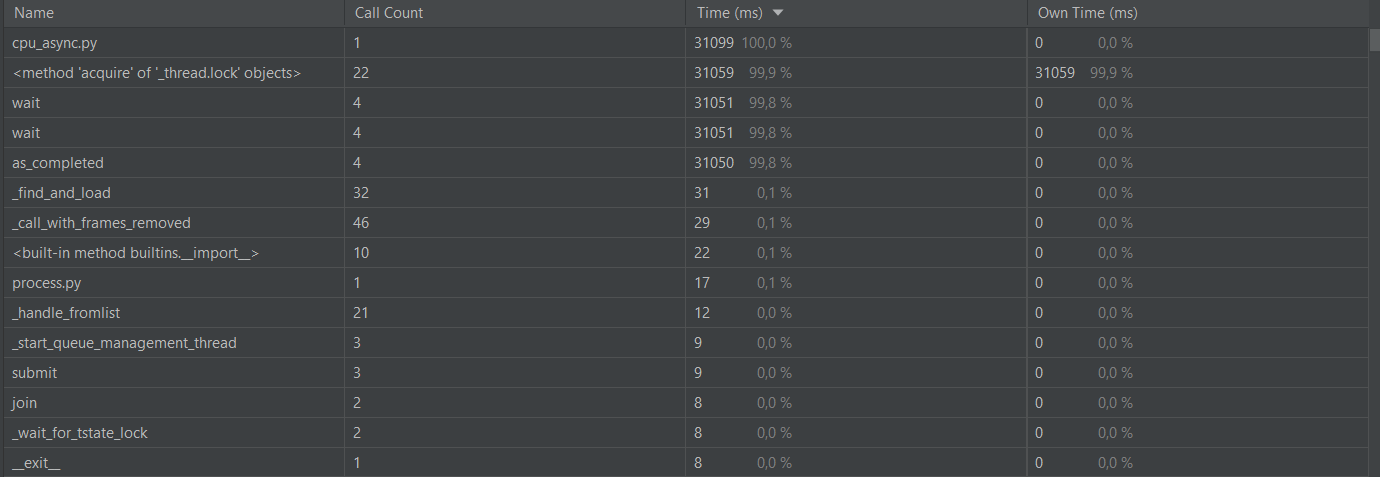 Name Call Count Time (ms) Own Time (ms)
cpu_async.py 1 31099 100,0 % 0 0,0 %
<method 'acquire' of '_thread.lock' objects> 22 31059 99,9 % 31059 99,9 %
wait 4 31051 99,8 % 0 0,0 %
wait 4 31051 99,8 % 0 0,0 %
as_completed 4 31050 99,8 % 0 0,0 %
_find_and_load 32 31 0,1 % 0 0,0 %
_call_with_frames_removed 46 29 0,1 % 0 0,0 %
<built-in method builtins.__import__> 10 22 0,1 % 0 0,0 %
process.py 1 17 0,1 % 0 0,0 %
_handle_fromlist 21 12 0,0 % 0 0,0 %
_start_queue_management_thread 3 9 0,0 % 0 0,0 %
submit 3 9 0,0 % 0 0,0 %
join 2 8 0,0 % 0 0,0 %
_wait_for_tstate_lock 2 8 0,0 % 0 0,0 %
__exit__ 1 8 0,0 % 0 0,0 %